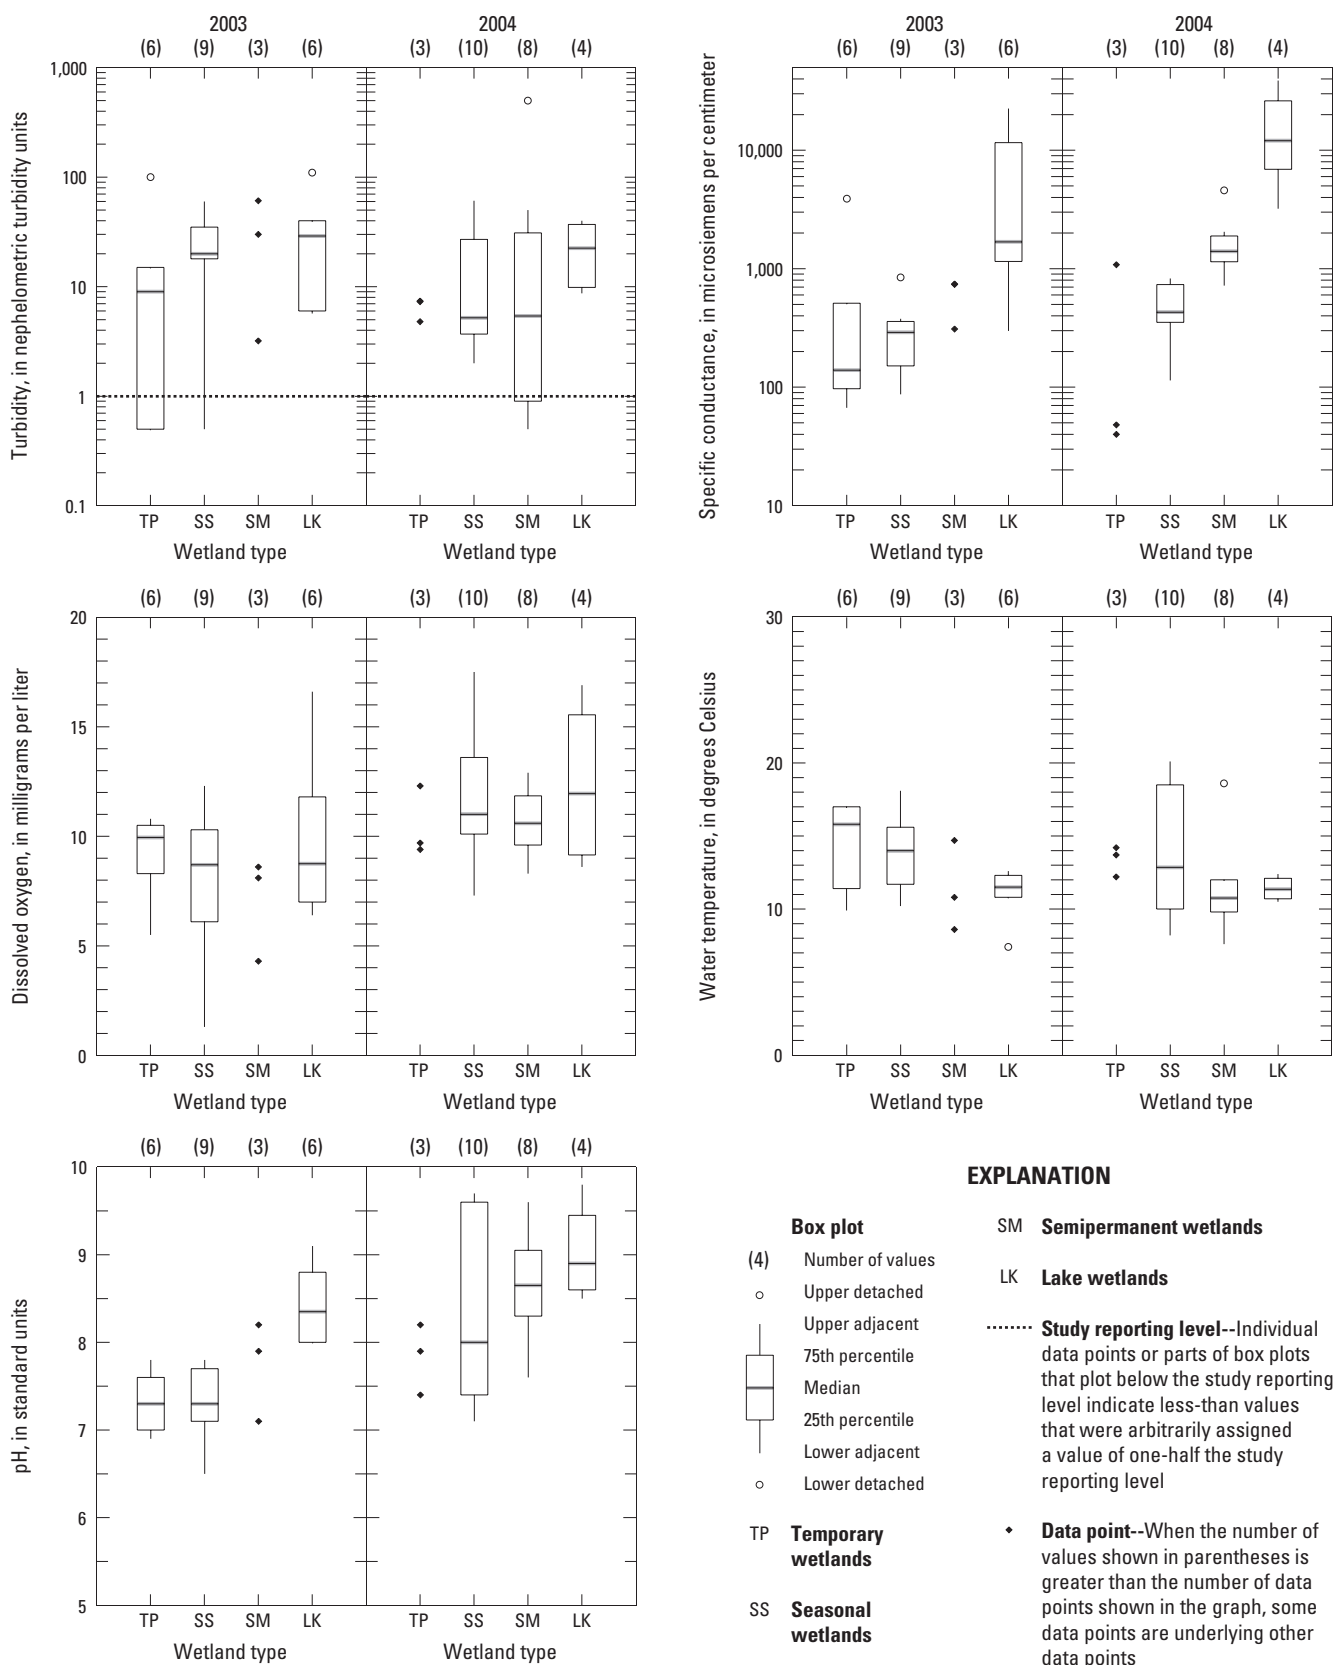 2003
2004
(6) (9) (3) (6) (3) (10) (8) (4)
Turbidity, in nephelometric turbidity units
1,000
100
10
1
0.1
TP SS SM LK TP SS SM LK
Wetland type Wetland type
2003
2004
(6) (9) (3) (6) (3) (10) (8) (4)
Specific conductance, in microsiemens per centimeter
10,000
1,000
100
10
TP SS SM LK TP SS SM LK
Wetland type Wetland type
(6) (9) (3) (6) (3) (10) (8) (4)
Dissolved oxygen, in milligrams per liter
20
15
10
5
0
TP SS SM LK TP SS SM LK
Wetland type Wetland type
(6) (9) (3) (6) (3) (10) (8) (4)
Water temperature, in degrees Celsius
30
20
10
0
TP SS SM LK TP SS SM LK
Wetland type Wetland type
(6) (9) (3) (6) (3) (10) (8) (4)
pH, in standard units
10
9
8
7
6
5
TP SS SM LK TP SS SM LK
Wetland type Wetland type
EXPLANATION
Box plot
(4) Number of values
Upper detached
Upper adjacent
75th percentile
Median
25th percentile
Lower adjacent
Lower detached
TP Temporary
wetlands
SS Seasonal
wetlands
SM Semipermanent wetlands
LK Lake wetlands
Study reporting level--Individual
data points or parts of box plots
that plot below the study reporting
level indicate less-than values
that were arbitrarily assigned
a value of one-half the study
reporting level
Data point--When the number of
values shown in parentheses is
greater than the number of data
points shown in the graph, some
data points are underlying other
data points